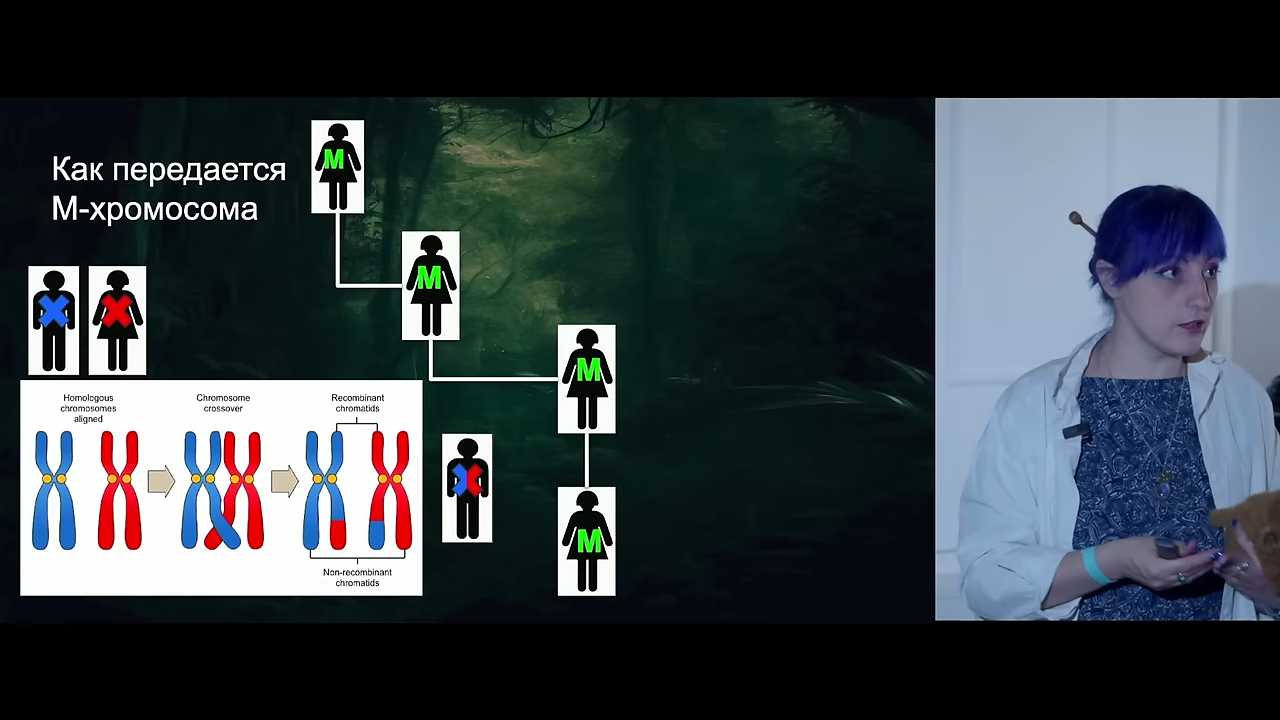 Как передается
М-хромосома
M
M
M
M
Homologous
chromosomes
aligned
Chromosome
crossover
Recombinant
chromatids
Non-recombinant
chromatids